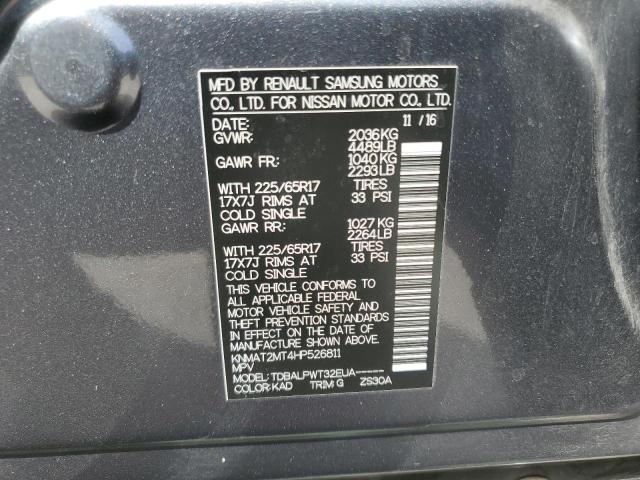 MFD BY RENAULT SAMSUNG MOTORS
CO., LTD. FOR NISSAN MOTOR CO., LTD.
DATE: 11 / 16
GVWR: 2036KG
4489LB
GAWR FR: 1040KG
2293LB
WITH 225/65R17 TIRES
17X7J RIMS AT 33 PSI
COLD SINGLE
GAWR RR: 1027KG
2264LB
WITH 225/65R17 TIRES
17X7J RIMS AT 33 PSI
COLD SINGLE
THIS VEHICLE CONFORMS TO
ALL APPLICABLE FEDERAL
MOTOR VEHICLE SAFETY AND
THEFT PREVENTION STANDARDS
IN EFFECT ON THE DATE OF
MANUFACTURE SHOWN ABOVE.
KNMAT2MT4HP526811
MPV
MODEL: TDBALPWT32EUA-----
COLOR: KAD TRIM: G ZS30A